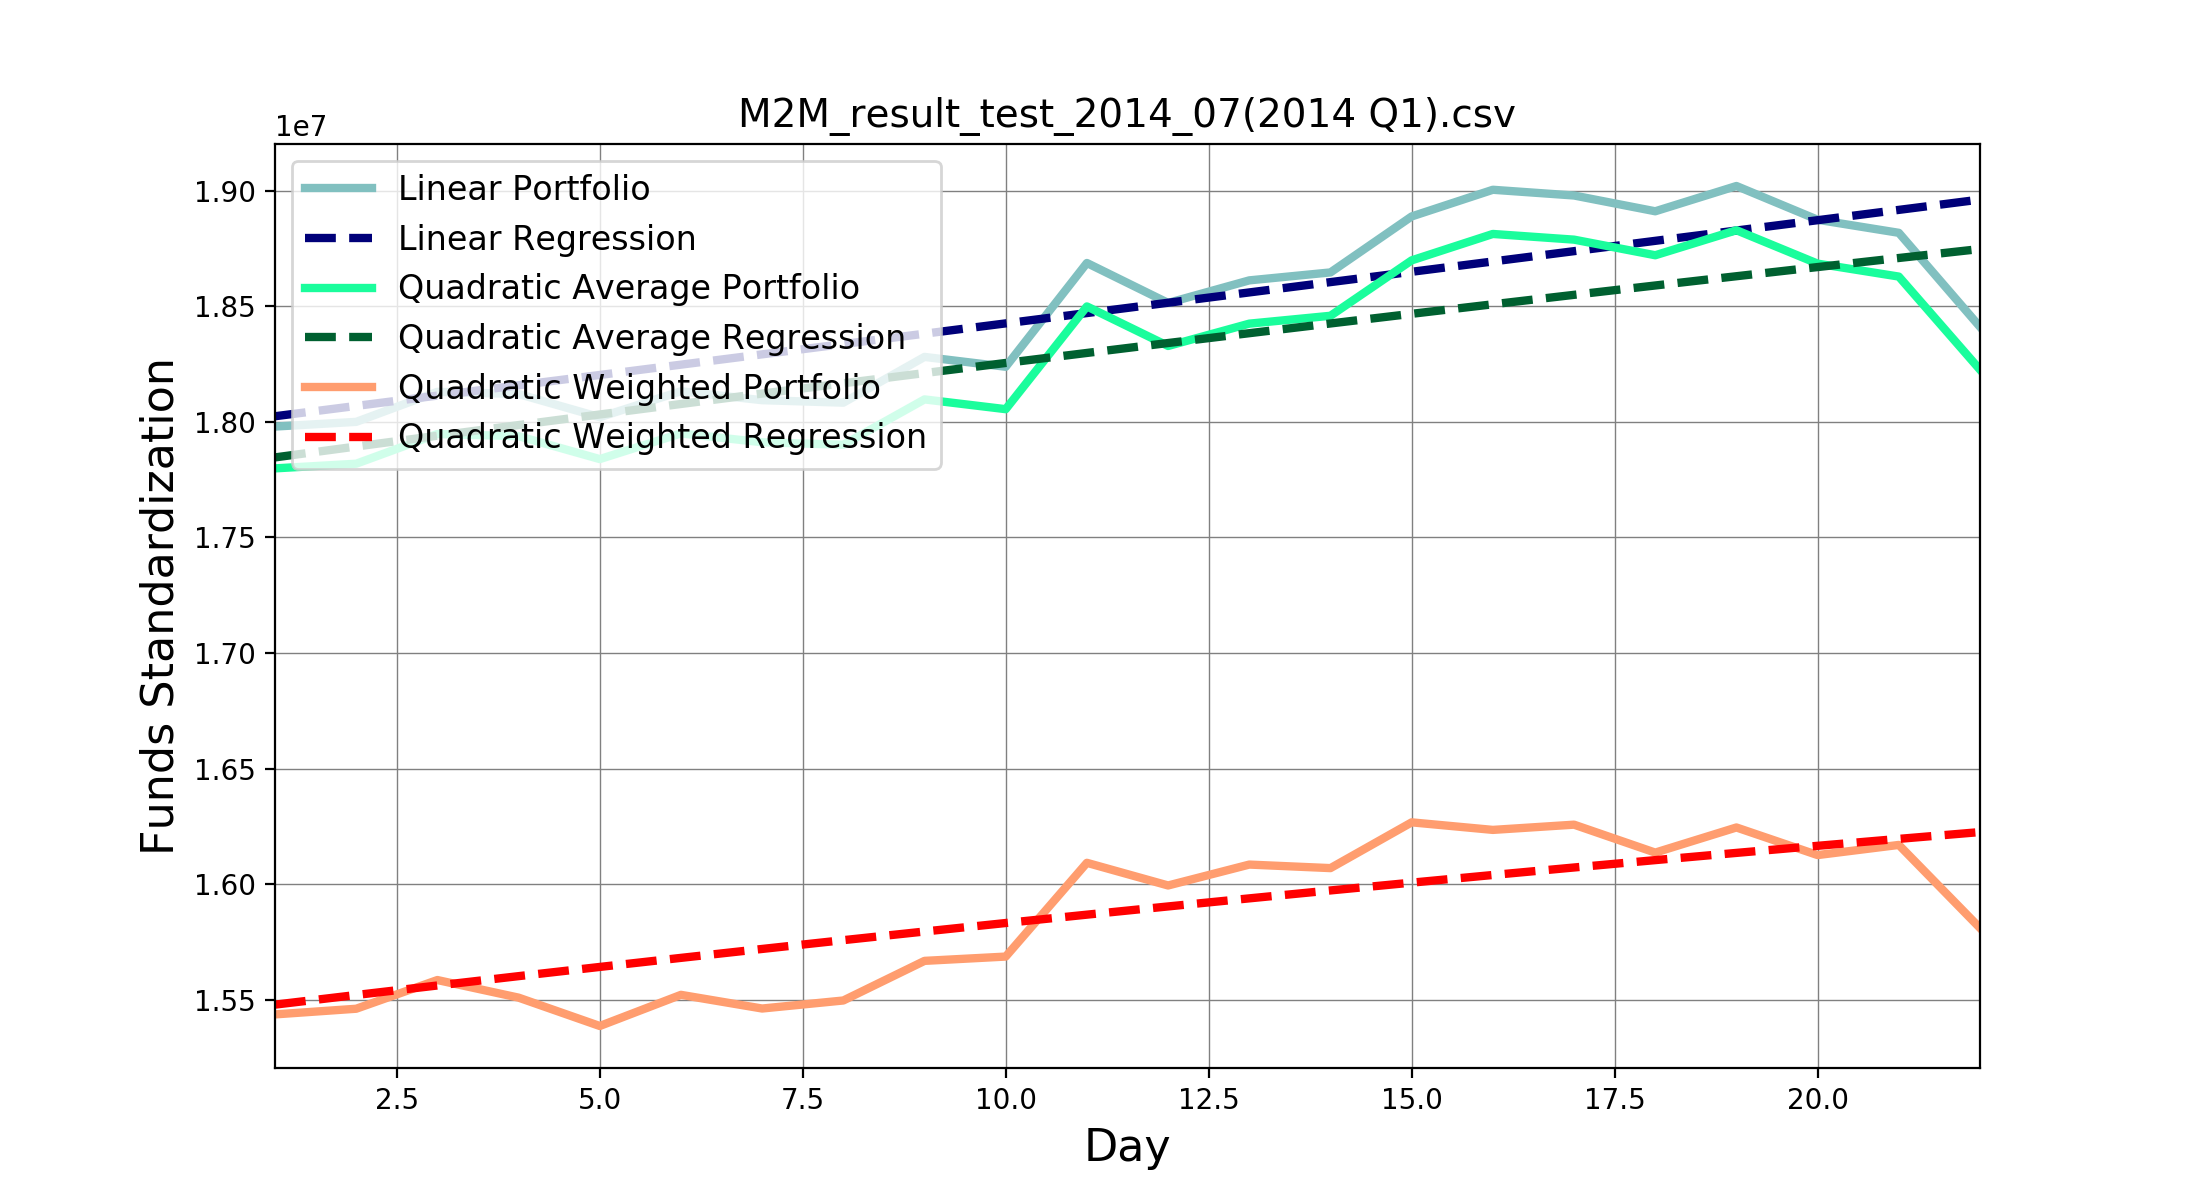 M2M_result_test_2014_07(2014 Q1).csv
1e7
Linear Portfolio
Linear Regression
Quadratic Average Portfolio
Quadratic Average Regression
Quadratic Weighted Portfolio
Quadratic Weighted Regression
1.90
1.85
1.80
1.75
1.70
1.65
1.60
1.55
Funds Standardization
2.5 5.0 7.5 10.0 12.5 15.0 17.5 20.0
Day